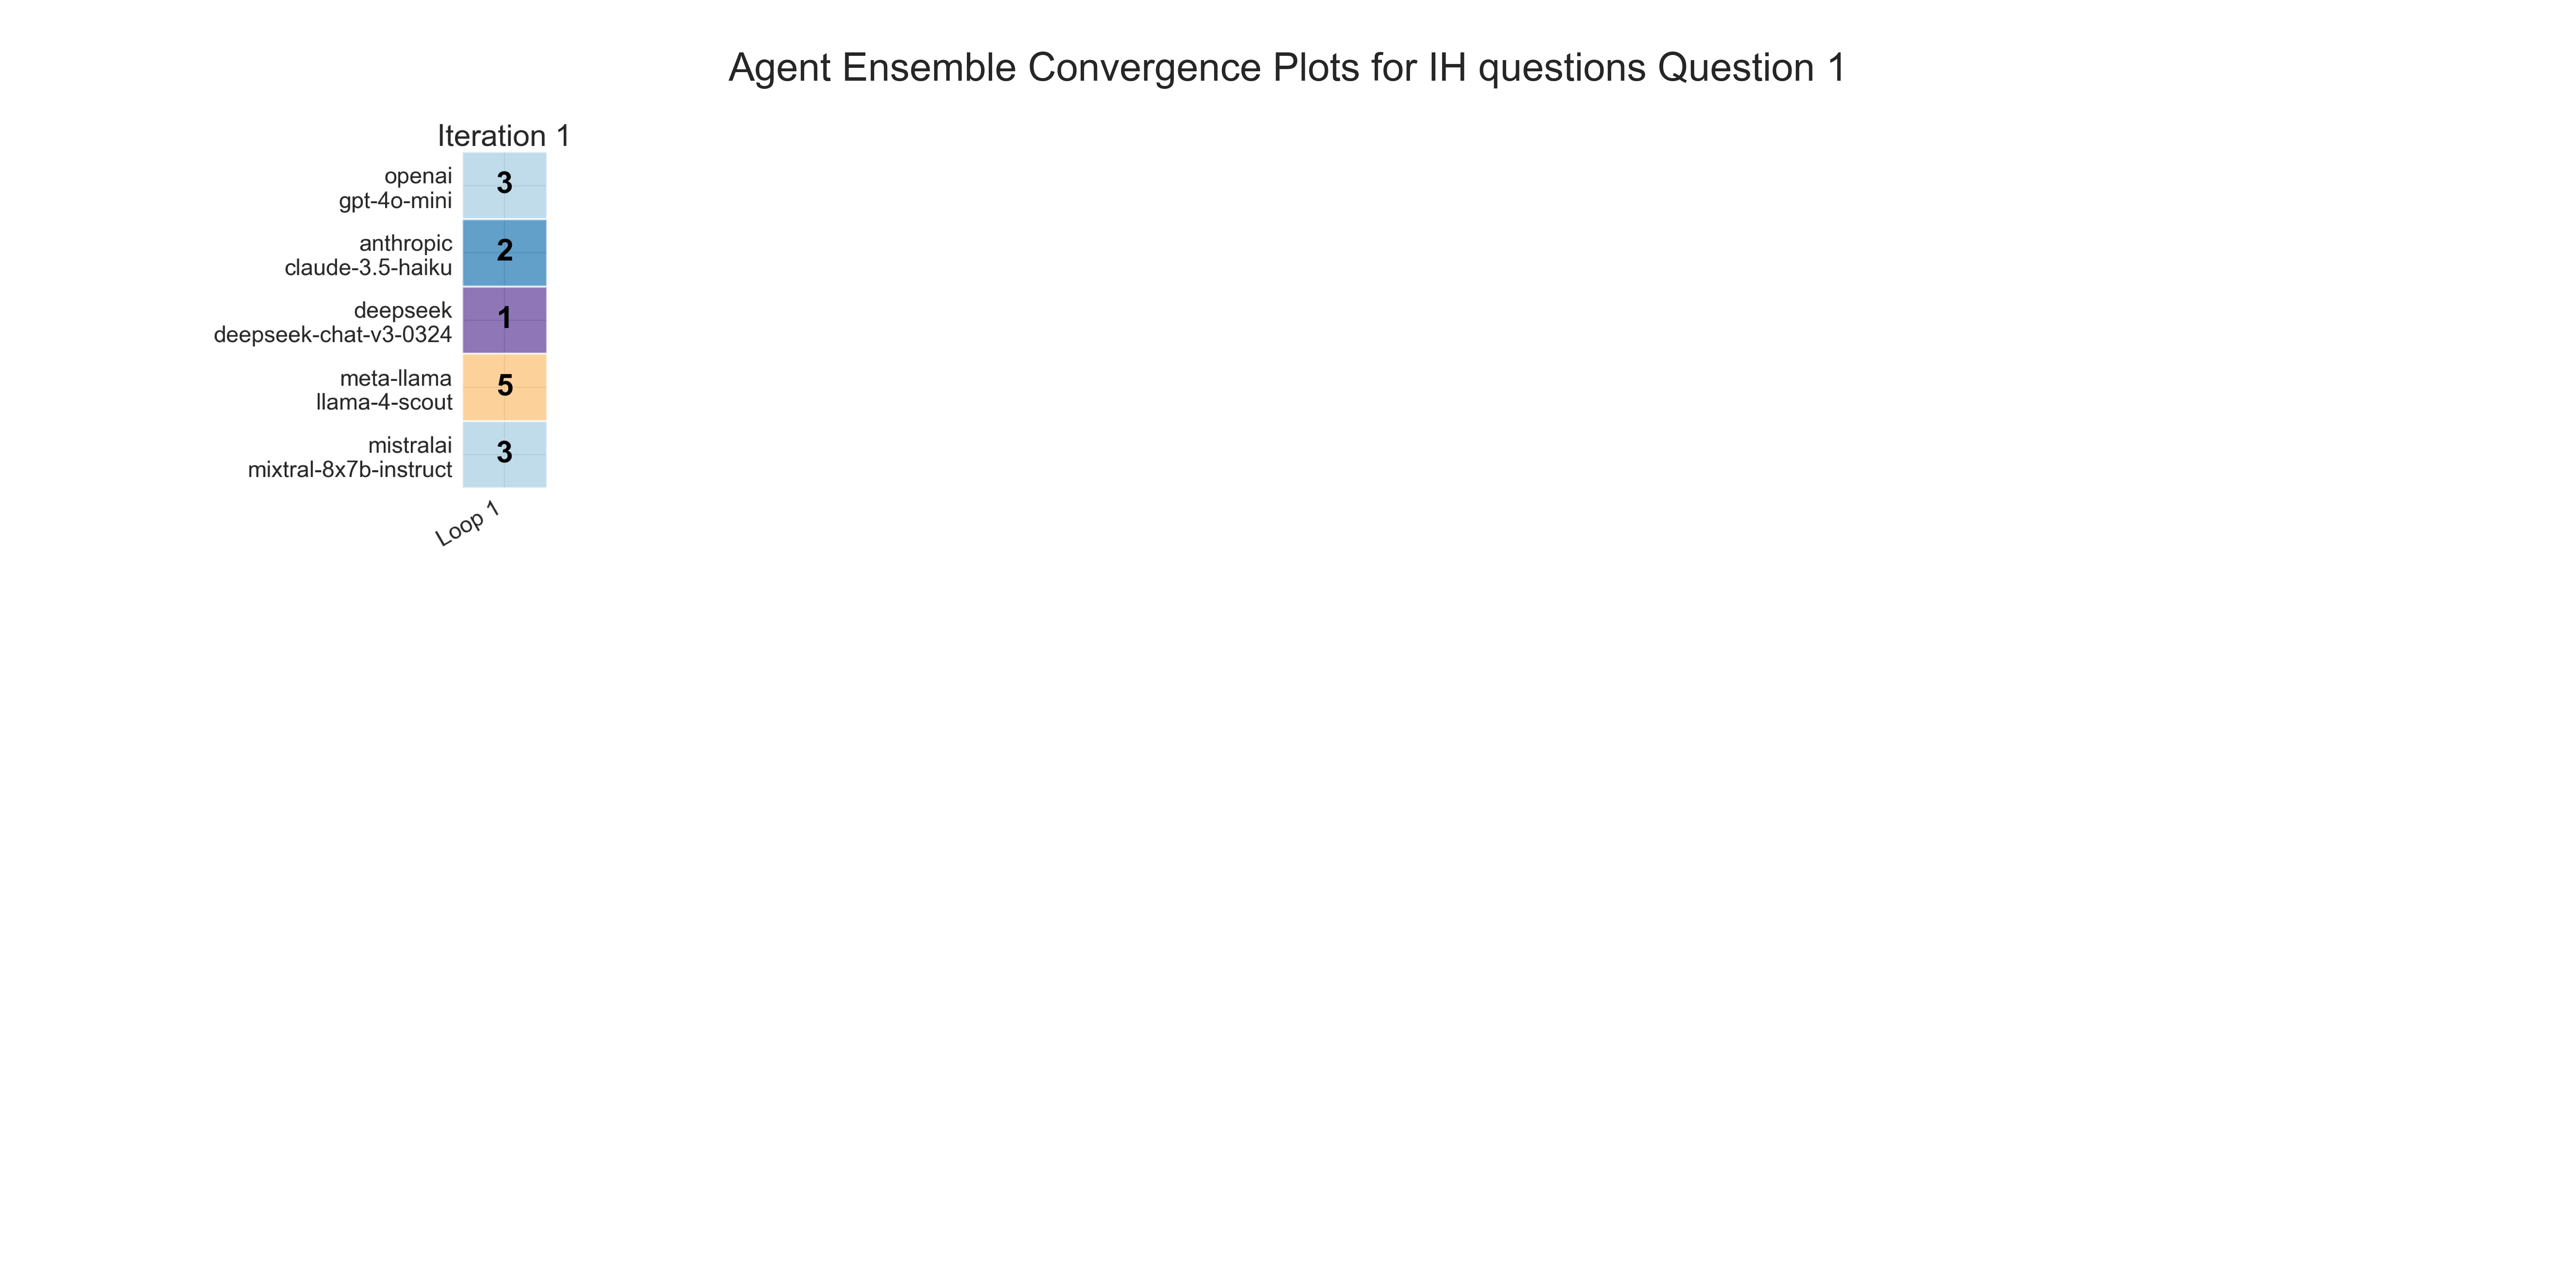 Agent Ensemble Convergence Plots for IH questions Question 1
Iteration 1
openai
gpt-4o-mini
3
anthropic
claude-3.5-haiku
2
deepseek
deepseek-chat-v3-0324
1
meta-llama
llama-4-scout
5
mistralai
mixtral-8x7b-instruct
3
Loop 1